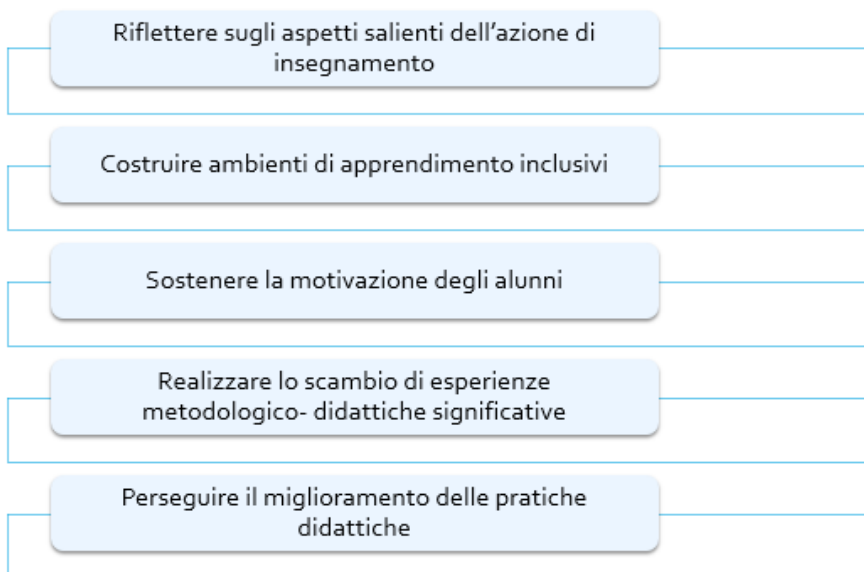 Riflettere sugli aspetti salienti dell'azione di
insegnamento
Costruire ambienti di apprendimento inclusivi
Sostenere la motivazione degli alunni
Realizzare lo scambio di esperienze
metodologico- didattiche significative
Perseguire il miglioramento delle pratiche
didattiche